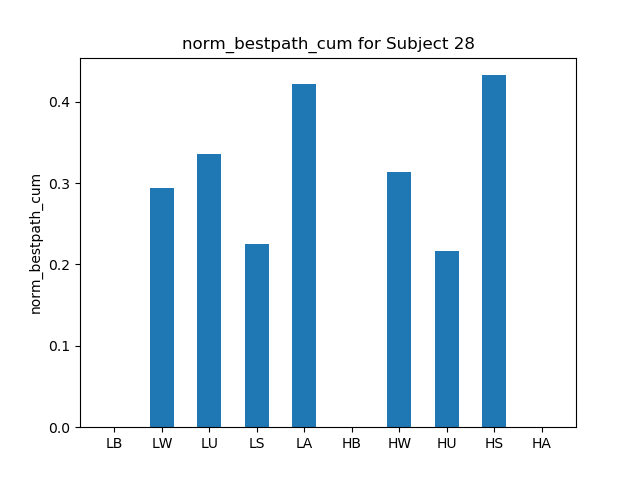 norm_bestpath_cum for Subject 28
norm_bestpath_cum
0.4
0.3
0.2
0.1
0.0
LB LW LU LS LA HB HW HU HS HA